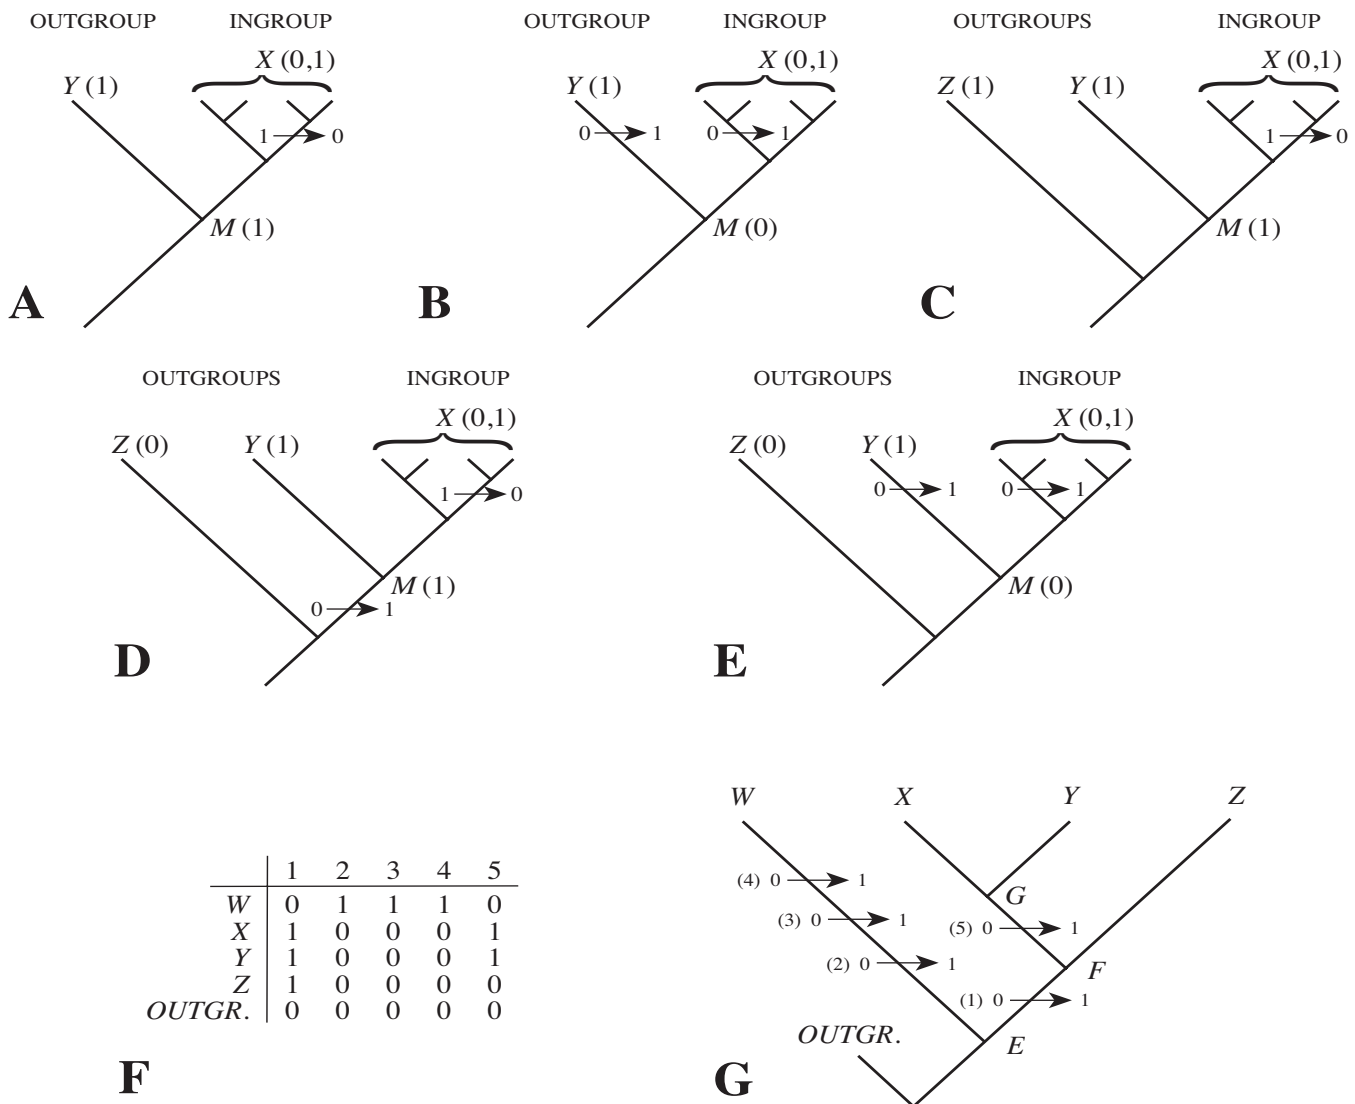 OUTGROUP INGROUP
X (0,1)
Y (1)
1 0
M (1)
A
OUTGROUP INGROUP
X (0,1)
Y (1)
0 1 0 1
M (0)
B
OUTGROUPS INGROUP
X (0,1)
Z (1) Y (1)
1 0
M (1)
C
OUTGROUPS INGROUP
X (0,1)
Z (0) Y (1)
1 0
M (1)
0 1
D
OUTGROUPS INGROUP
X (0,1)
Z (0) Y (1)
0 1 0 1
M (0)
E
1 2 3 4 5
W 0 1 1 1 0
X 1 0 0 0 1
Y 1 0 0 0 1
Z 1 0 0 0 0
OUTGR. 0 0 0 0 0
F
W X Y Z
(4) 0 1
G
(3) 0 1
(5) 0 1
(2) 0 1
F
(1) 0 1
OUTGR.
E
G